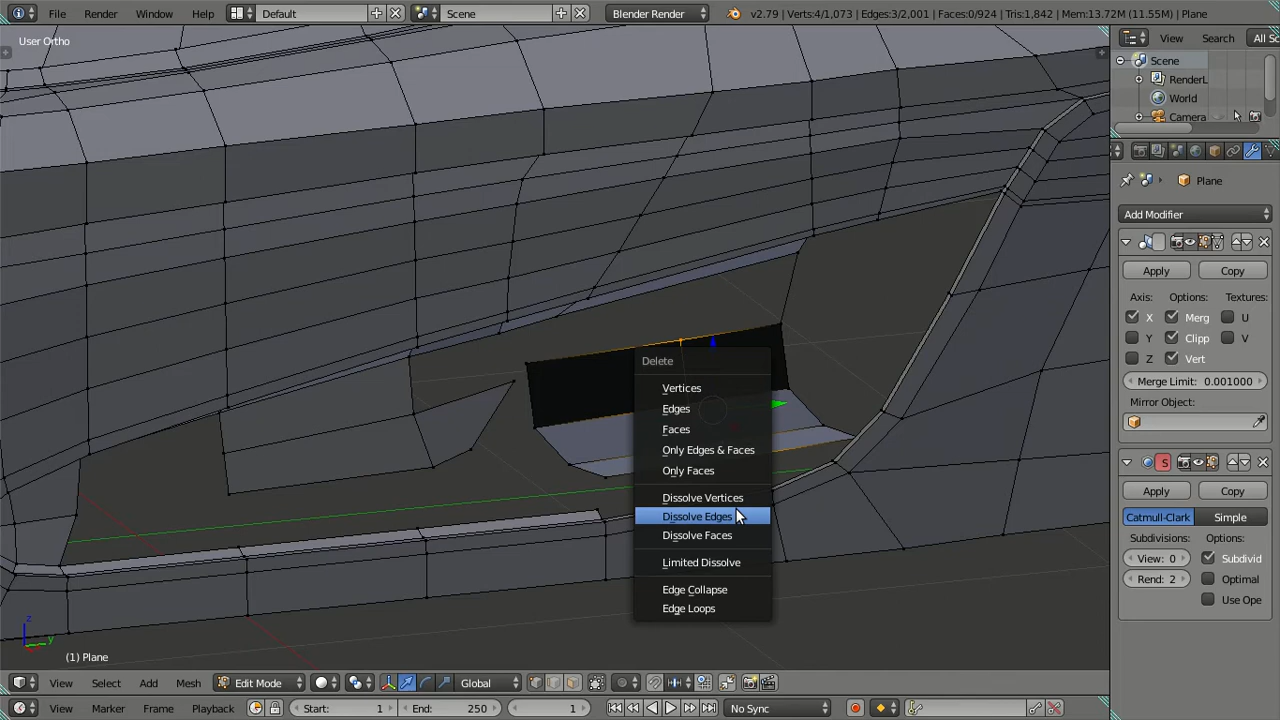 File Render Window Help Default Scene Blender Render v2.79 | Verts:4/1,073 | Edges:3/2,001 | Faces:0/924 | Tris:1,842 | Mem:13.72M (11.55M) | Plane
User Ortho
View Search All Sc
Scene
RenderL
World
Camera
Plane
Add Modifier
Apply Copy
Axis: Options: Textures:
X Merg U
Y Clipp V
Z Vert
Merge Limit: 0.001000
Mirror Object:
S
Apply Copy
Catmull-Clark Simple
Subdivisions: Options:
View: 0 Subdivid
Rend: 2 Optimal
Use Ope
Delete
Vertices
Edges
Faces
Only Edges & Faces
Only Faces
Dissolve Vertices
Dissolve Edges
Dissolve Faces
Limited Dissolve
Edge Collapse
Edge Loops
z
y
(1) Plane
View Select Add Mesh Edit Mode Global
View Marker Frame Playback Start: 1 End: 250 1 No Sync